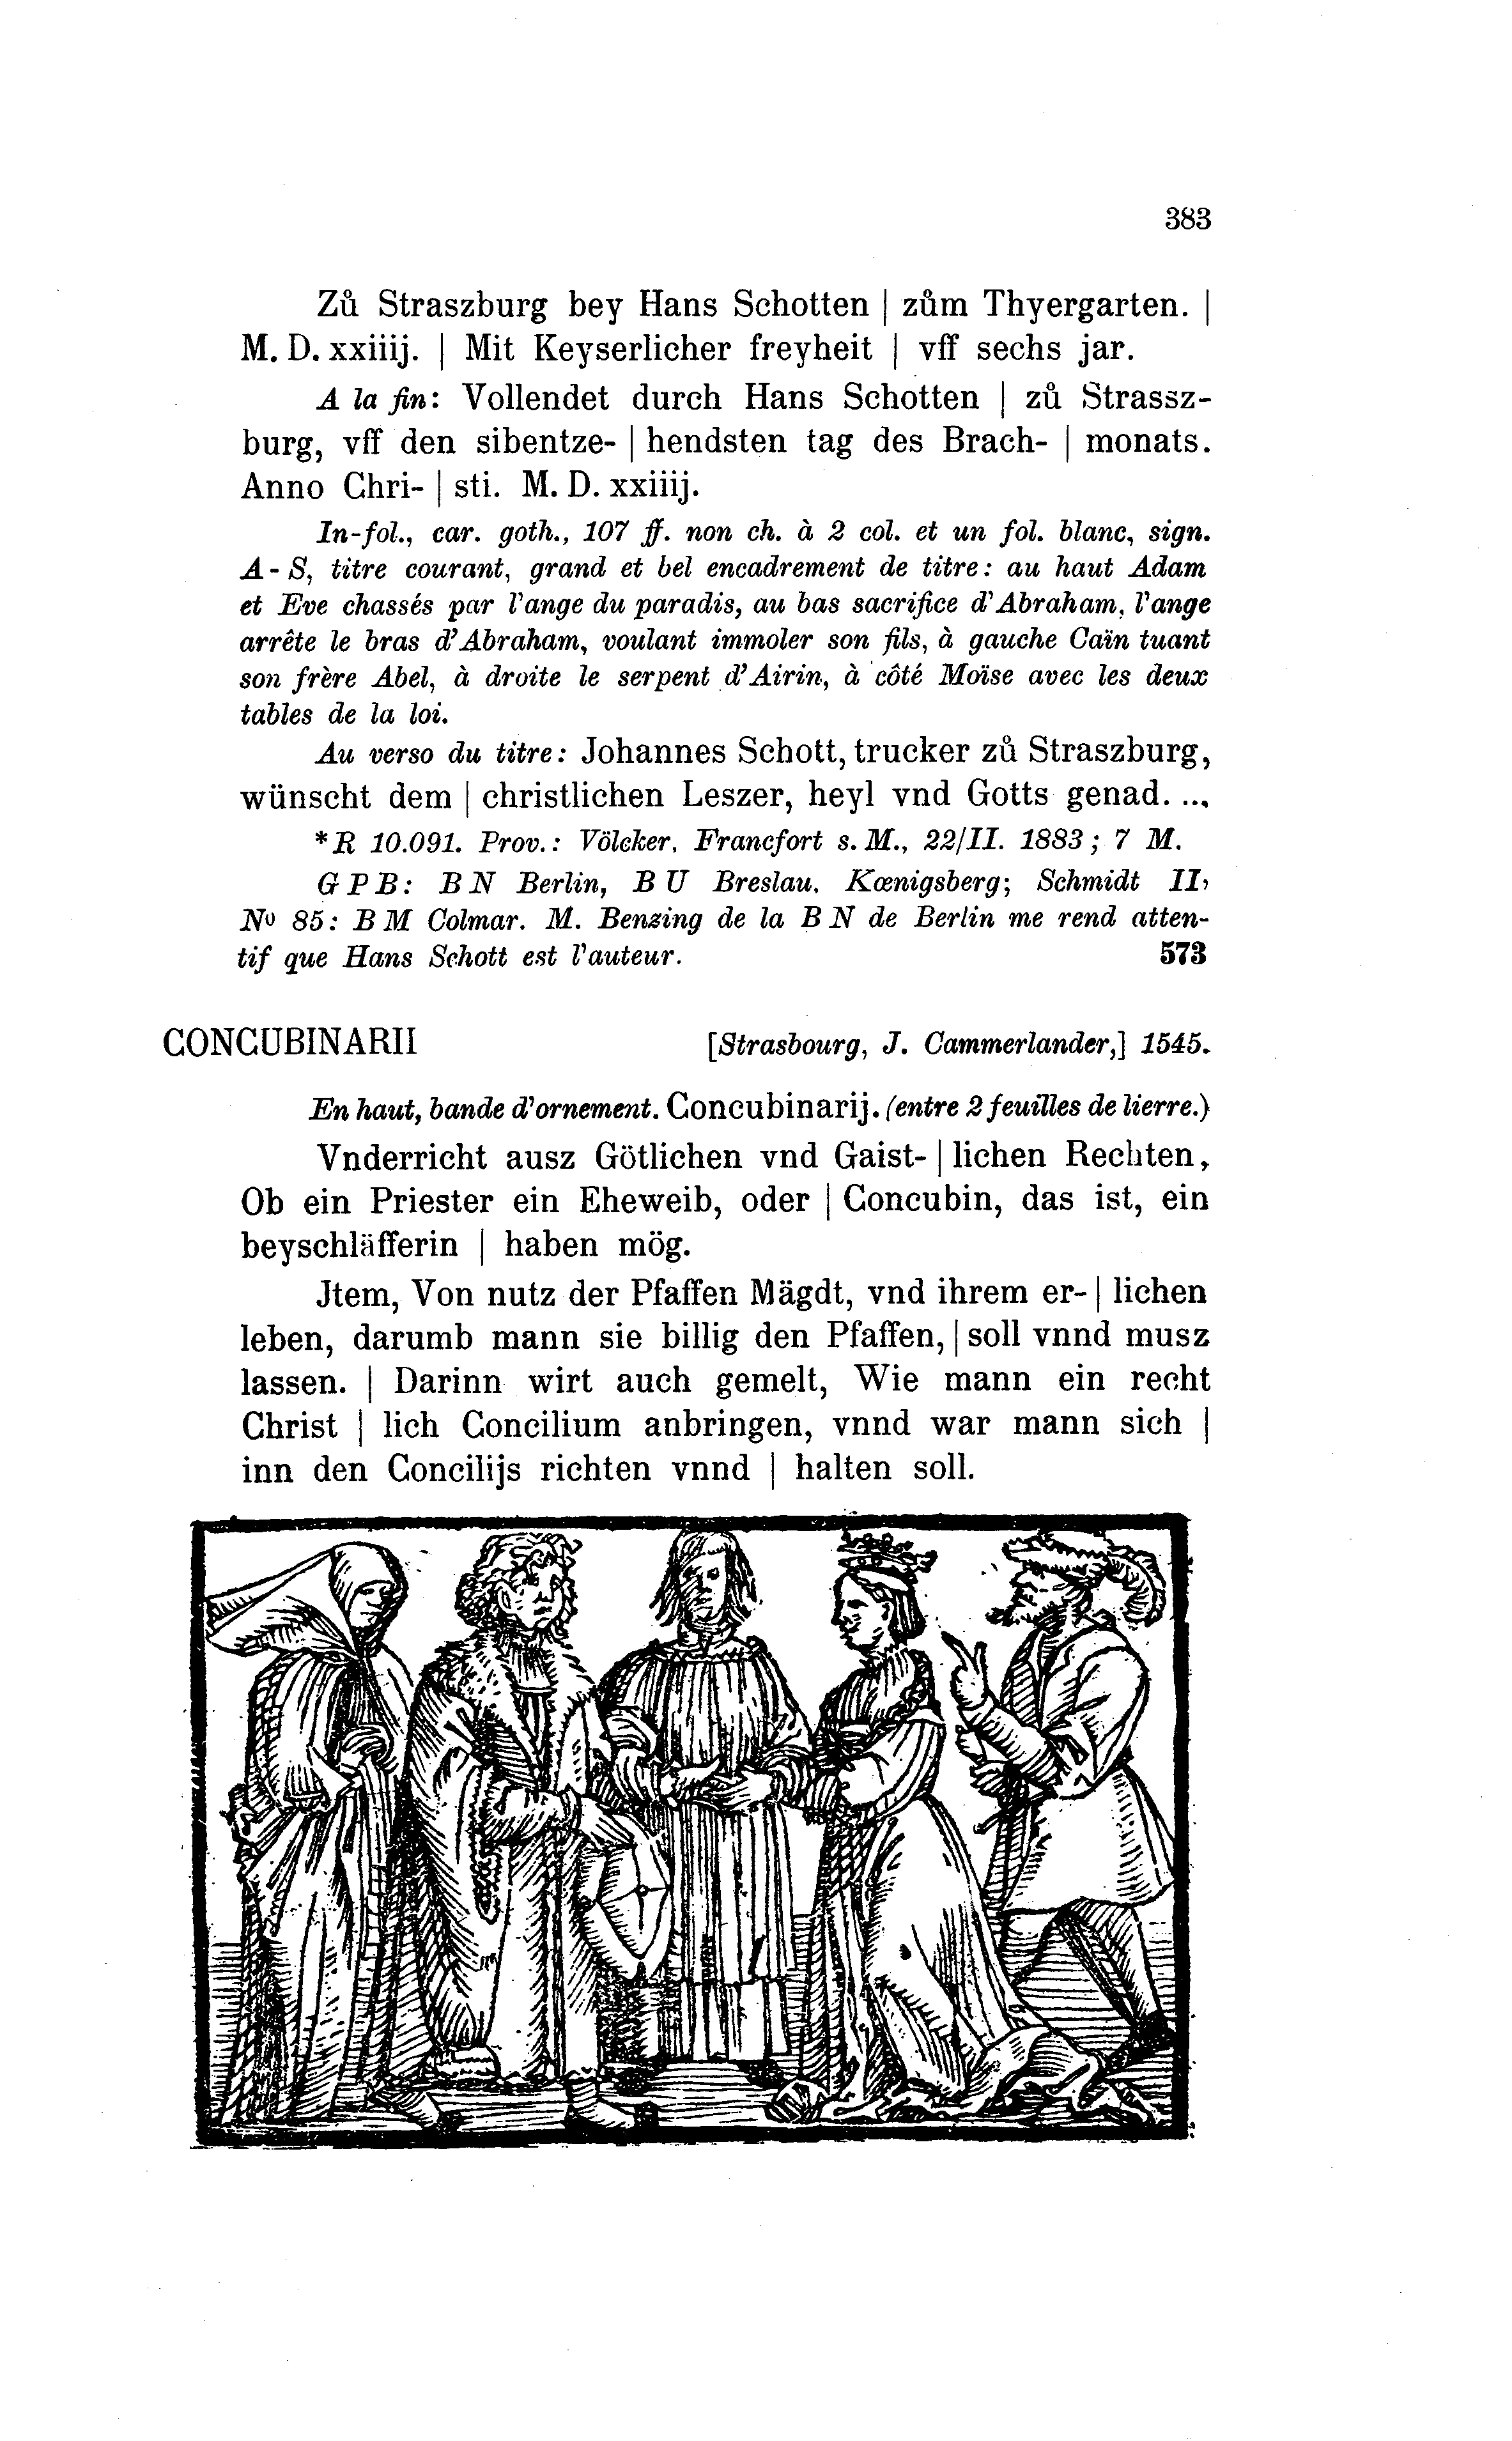 383
Zů Straszburg bey Hans Schotten | zům Thyergarten. |
M. D. xxiiij. | Mit Keyserlicher freyheit | vff sechs jar.
A la fin: Vollendet durch Hans Schotten | zů Strassz-
burg, vff den sibentze- | hendsten tag des Brach- | monats.
Anno Chri- | sti. M. D. xxiiij.
In-fol., car. goth., 107 ff. non ch. à 2 col. et un fol. blanc, sign.
A - S, titre courant, grand et bel encadrement de titre: au haut Adam
et Eve chassés par l'ange du paradis, au bas sacrifice d'Abraham, l'ange
arrête le bras d'Abraham, voulant immoler son fils, à gauche Caïn tuant
son frère Abel, à droite le serpent d'Airin, à côté Moïse avec les deux
tables de la loi.
Au verso du titre: Johannes Schott, trucker zů Straszburg,
wünscht dem | christlichen Leszer, heyl vnd Gotts genad. ...
*R 10.091. Prov.: Völcker, Francfort s. M., 22/II. 1883; 7 M.
G P B: B N Berlin, B U Breslau, Kœnigsberg; Schmidt II,
No 85: B M Colmar. M. Benzing de la B N de Berlin me rend atten-
tif que Hans Schott est l'auteur. 573
CONCUBINARII [Strasbourg, J. Cammerlander,] 1545.
En haut, bande d'ornement. Concubinarij. (entre 2 feuilles de lierre.)
Vnderricht ausz Götlichen vnd Gaist- | lichen Rechten,
Ob ein Priester ein Eheweib, oder | Concubin, das ist, ein
beyschläfferin | haben mög.
Jtem, Von nutz der Pfaffen Mägdt, vnd ihrem er- | lichen
leben, darumb mann sie billig den Pfaffen, | soll vnnd musz
lassen. | Darinn wirt auch gemelt, Wie mann ein recht
Christ | lich Concilium anbringen, vnnd war mann sich |
inn den Concilijs richten vnnd | halten soll.